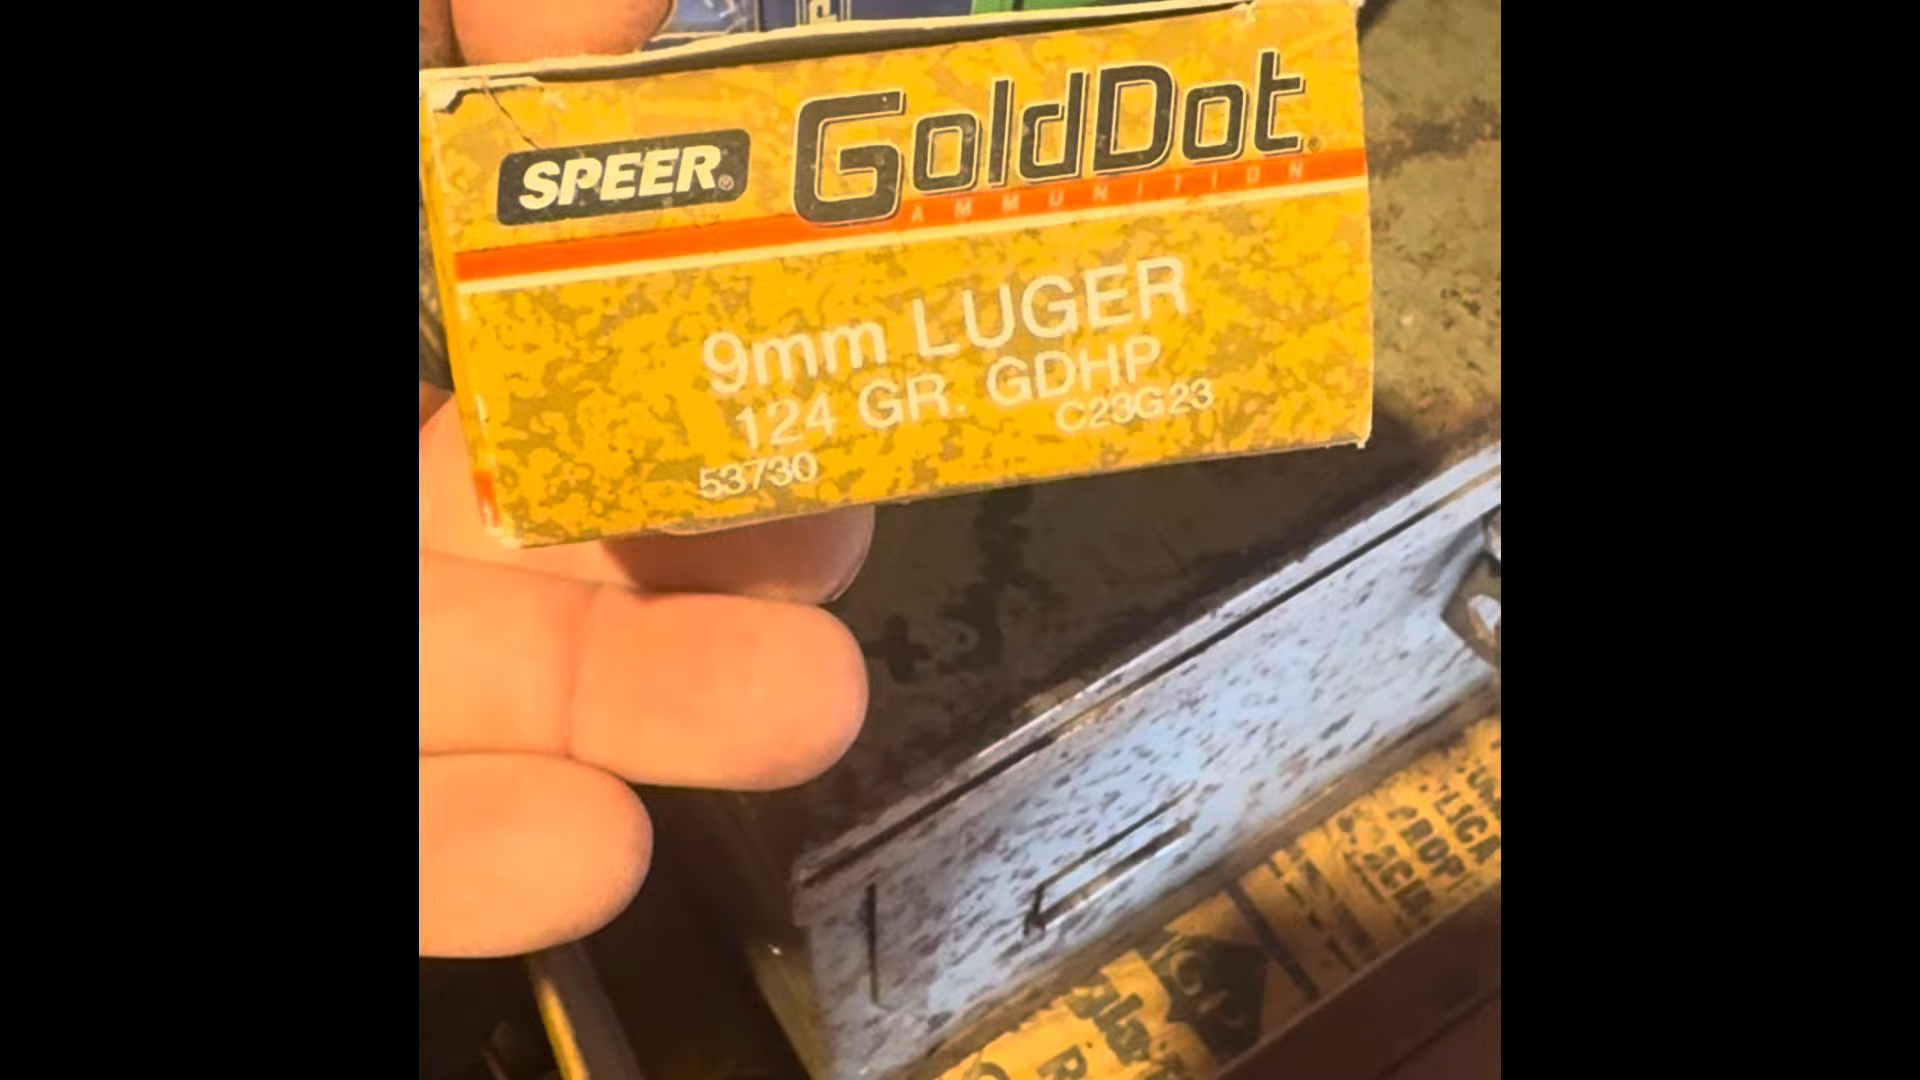 SPEER®
GoldDot®
AMMUNITION
9mm LUGER
124 GR. GDHP
C23G23
53730